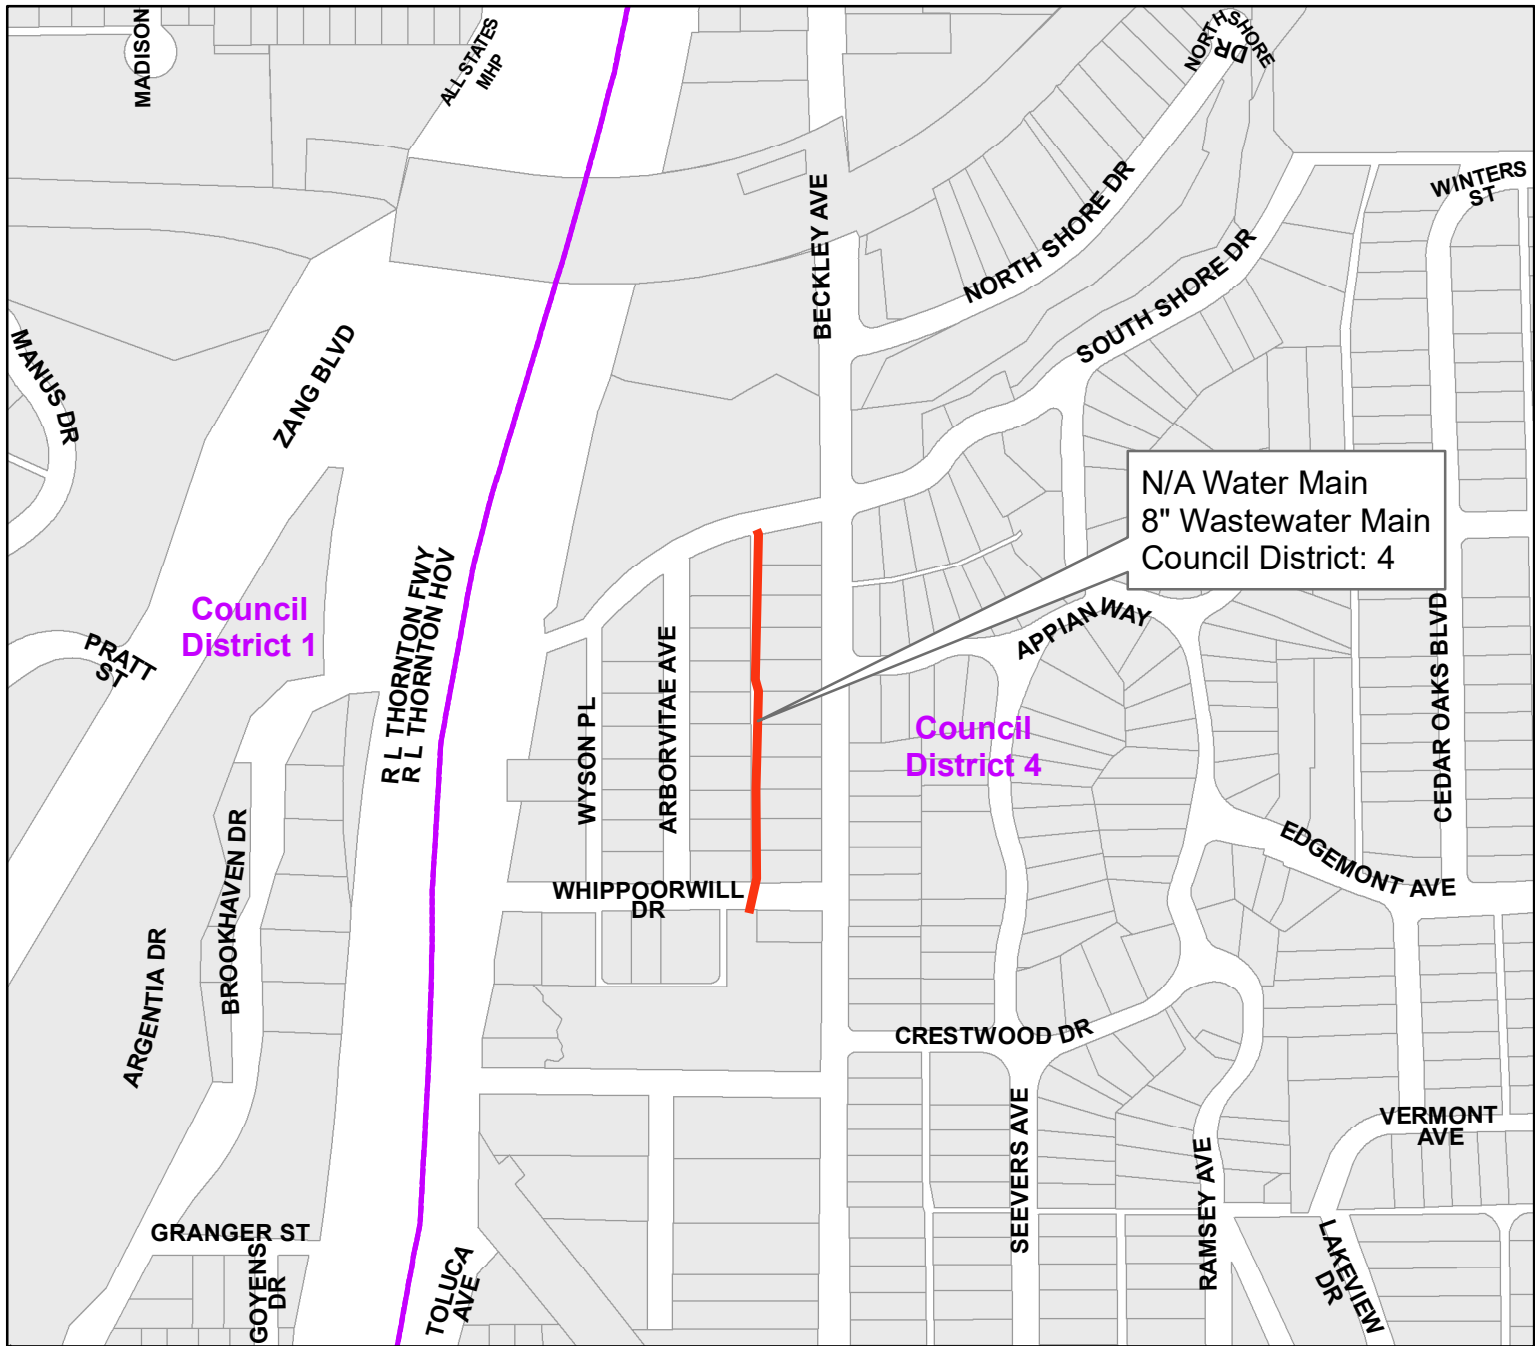 MADISON
ALL STATES
MHP
NORTH SHORE
DR
WINTERS
ST
BECKLEY AVE
NORTH SHORE DR
SOUTH SHORE DR
MANUS DR
ZANG BLVD
N/A Water Main
8" Wastewater Main
Council District: 4
R L THORNTON FWY
R L THORNTON HOV
Council
District 1
PRATT
ST
APPIAN WAY
WYSON PL
ARBORVITAE AVE
Council
District 4
CEDAR OAKS BLVD
EDGEMONT AVE
BROOKHAVEN DR
WHIPPOORWILL
DR
ARGENTIA DR
CRESTWOOD DR
SEEVERS AVE
VERMONT
AVE
RAMSEY AVE
GRANGER ST
GOYENS
DR
TOLUCA
AVE
LAKEVIEW
DR